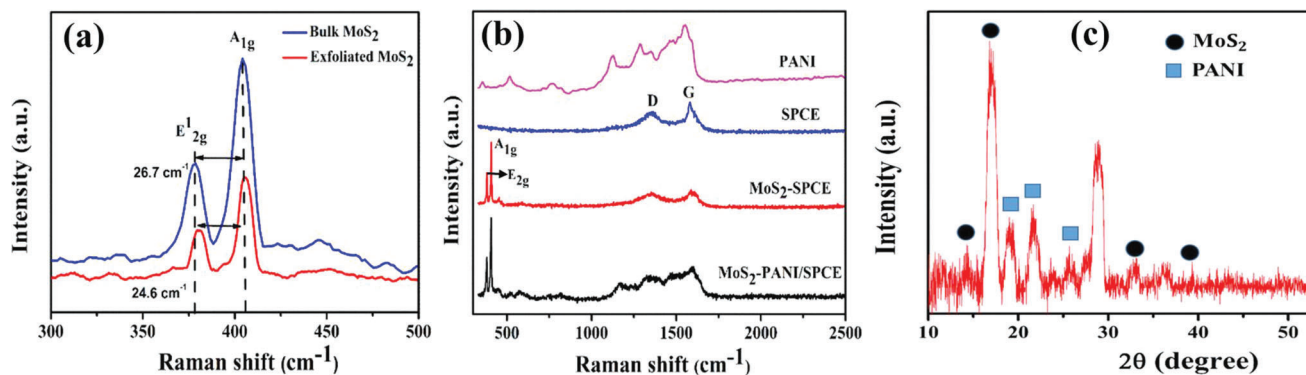 (a)
Bulk MoS2
Exfoliated MoS2
A1g
E12g
26.7 cm-1
24.6 cm-1
Intensity (a.u.)
300 350 400 450 500
Raman shift (cm-1)
(b)
PANI
D G
SPCE
A1g
E2g
MoS2-SPCE
MoS2-PANI/SPCE
Intensity (a.u.)
500 1000 1500 2000 2500
Raman shift (cm-1)
(c)
MoS2
PANI
Intensity (a.u.)
10 20 30 40 50
2θ (degree)